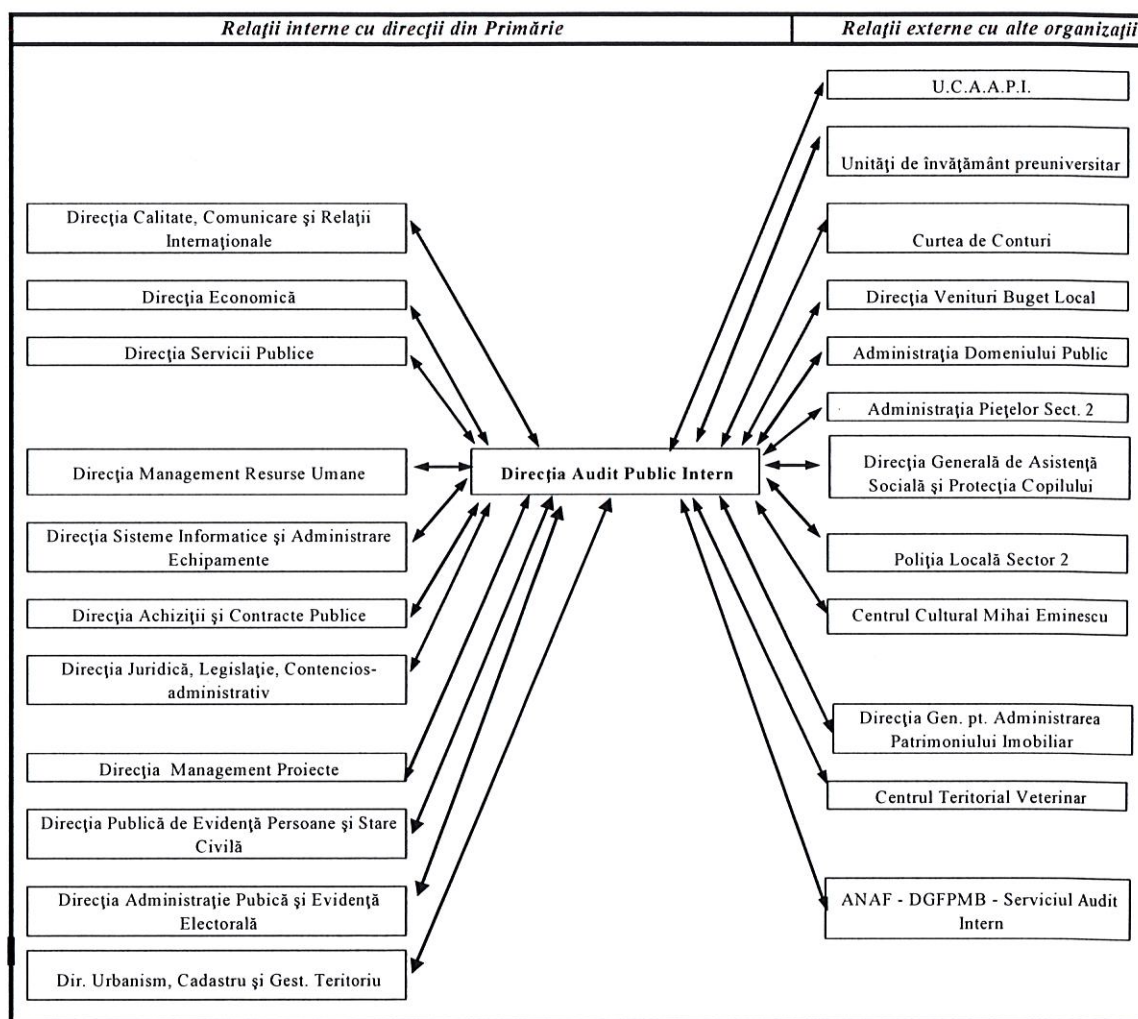 Relaţii interne cu direcţii din Primărie
Relaţii externe cu alte organizaţii
U.C.A.A.P.I.
Unităţi de învăţământ preuniversitar
Direcţia Calitate, Comunicare şi Relaţii
Internaţionale
Curtea de Conturi
Direcţia Economică
Direcţia Venituri Buget Local
Direcţia Servicii Publice
Administraţia Domeniului Public
Administraţia Pieţelor Sect. 2
Direcţia Management Resurse Umane
Direcţia Audit Public Intern
Direcţia Generală de Asistenţă
Socială şi Protecţia Copilului
Direcţia Sisteme Informatice şi Administrare
Echipamente
Poliţia Locală Sector 2
Direcţia Achiziţii şi Contracte Publice
Centrul Cultural Mihai Eminescu
Direcţia Juridică, Legislaţie, Contencios-
administrativ
Direcţia Gen. pt. Administrarea
Patrimoniului Imobiliar
Direcţia Management Proiecte
Centrul Teritorial Veterinar
Direcţia Publică de Evidenţă Persoane şi Stare
Civilă
Direcţia Administraţie Pubică şi Evidenţă
Electorală
ANAF - DGFPMB - Serviciul Audit
Intern
Dir. Urbanism, Cadastru şi Gest. Teritoriu